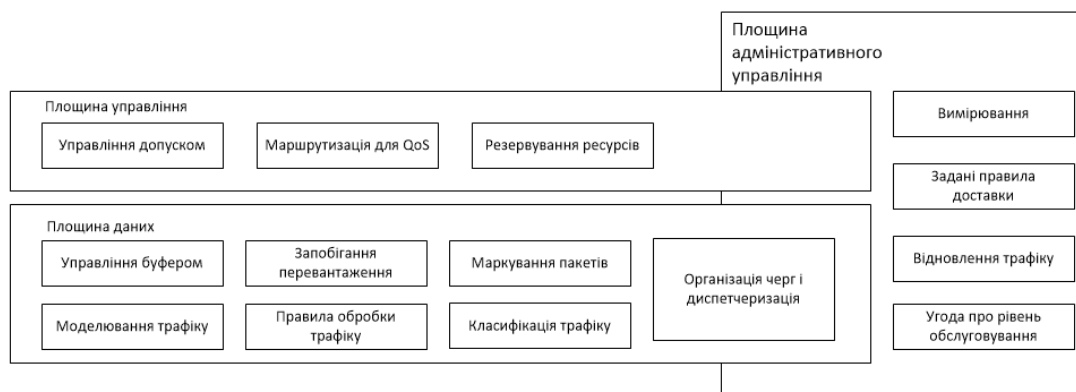 Площина
адміністративного
управління
Площина управління
Управління допуском
Маршрутизація для QoS
Резервування ресурсів
Вимірювання
Задані правила
доставки
Площина даних
Управління буфером
Запобігання
перевантаження
Маркування пакетів
Організація черг і
диспетчеризація
Відновлення трафіку
Моделювання трафіку
Правила обробки
трафіку
Класифікація трафіку
Угода про рівень
обслуговування